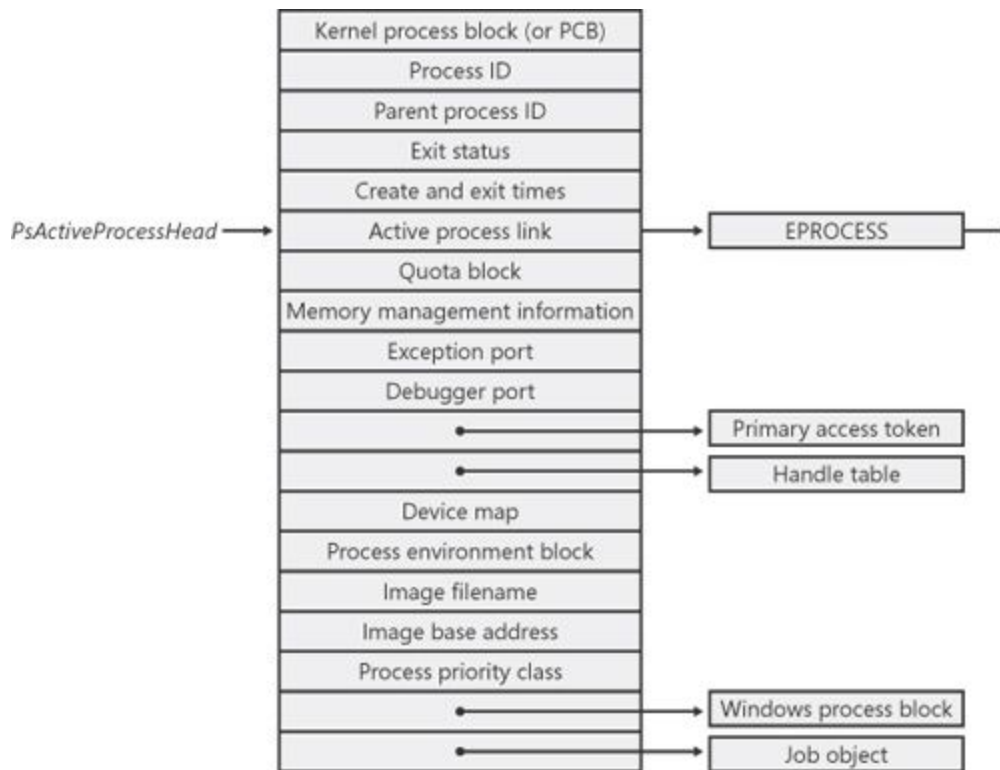 Kernel process block (or PCB)
Process ID
Parent process ID
Exit status
Create and exit times
PsActiveProcessHead
Active process link
EPROCESS
Quota block
Memory management information
Exception port
Debugger port
Primary access token
Handle table
Device map
Process environment block
Image filename
Image base address
Process priority class
Windows process block
Job object